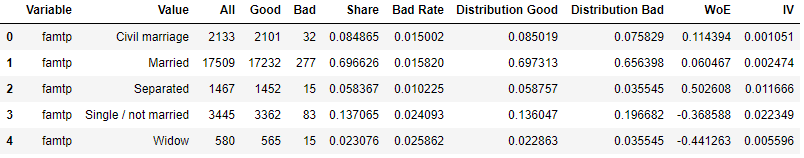 Variable Value All Good Bad Share Bad Rate Distribution Good Distribution Bad WoE IV
0 famtp Civil marriage 2133 2101 32 0.084865 0.015002 0.085019 0.075829 0.114394 0.001051
1 famtp Married 17509 17232 277 0.696626 0.015820 0.697313 0.656398 0.060467 0.002474
2 famtp Separated 1467 1452 15 0.058367 0.010225 0.058757 0.035545 0.502608 0.011666
3 famtp Single / not married 3445 3362 83 0.137065 0.024093 0.136047 0.196682 -0.368588 0.022349
4 famtp Widow 580 565 15 0.023076 0.025862 0.022863 0.035545 -0.441263 0.005596